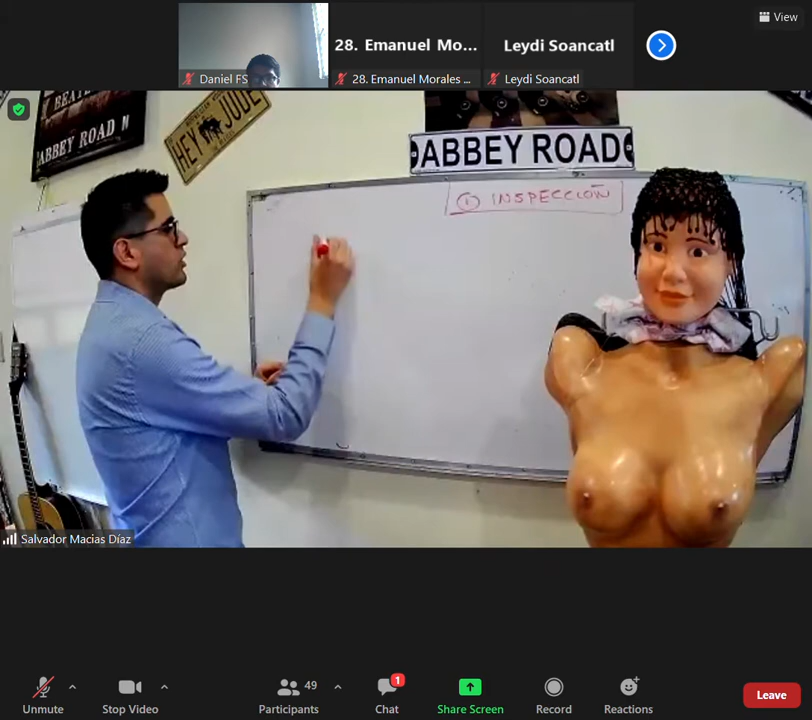 View
28. Emanuel Mo...
Leydi Soancatl
Daniel FS
28. Emanuel Morales ...
Leydi Soancatl
BEATL
ABBEY ROAD N
HEY JUDE
ABBEY ROAD
① INSPECCIÓN
Salvador Macias Díaz
Unmute
Stop Video
49
Participants
1
Chat
Share Screen
Record
Reactions
Leave